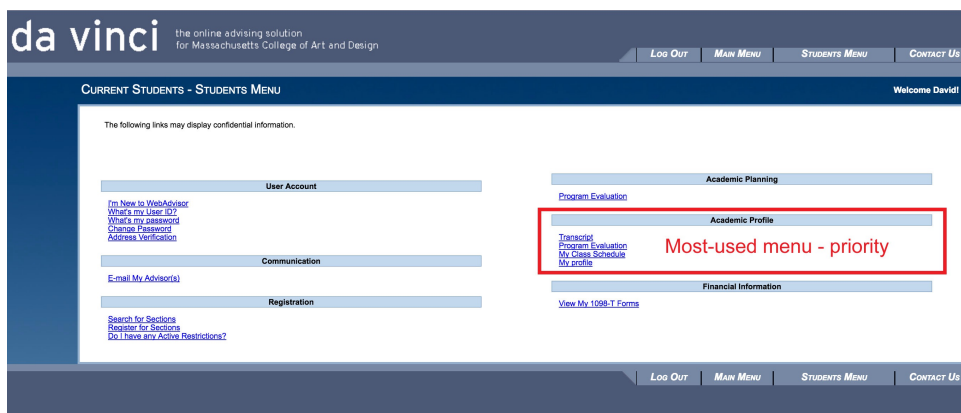 da vinci
the online advising solution
for Massachusetts College of Art and Design
Log Out Main Menu Students Menu Contact Us
Current Students - Students Menu
Welcome David!
The following links may display confidential information.
User Account
I'm New to WebAdvisor
What's my User ID?
What's my password
Change Password
Address Verification
Communication
E-mail My Advisor(s)
Registration
Search for Sections
Register for Sections
Do I have any Active Restrictions?
Academic Planning
Program Evaluation
Academic Profile
Transcript
Program Evaluation
My Class Schedule
My profile
Most-used menu - priority
Financial Information
View My 1098-T Forms
Log Out Main Menu Students Menu Contact Us